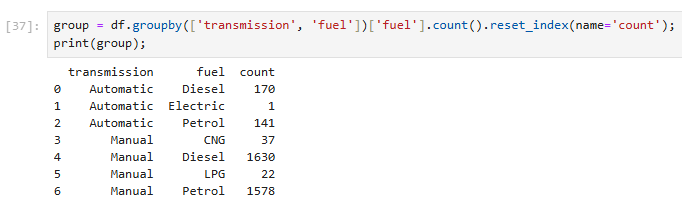 [37]: group = df.groupby(['transmission', 'fuel'])['fuel'].count().reset_index(name='count');
print(group);
transmission fuel count
0 Automatic Diesel 170
1 Automatic Electric 1
2 Automatic Petrol 141
3 Manual CNG 37
4 Manual Diesel 1630
5 Manual LPG 22
6 Manual Petrol 1578